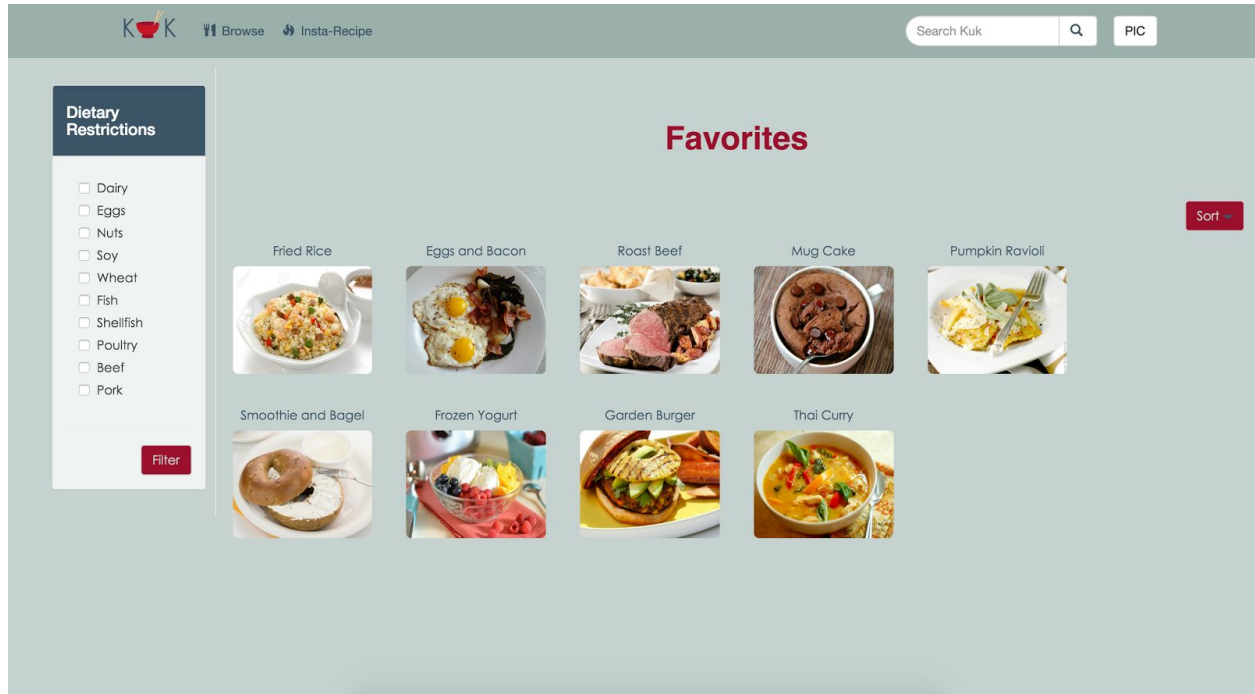 KUK
Browse
Insta-Recipe
Search Kuk
PIC
Dietary
Restrictions
Dairy
Eggs
Nuts
Soy
Wheat
Fish
Shellfish
Poultry
Beef
Pork
Filter
Favorites
Sort
Fried Rice
Eggs and Bacon
Roast Beef
Mug Cake
Pumpkin Ravioli
Smoothie and Bagel
Frozen Yogurt
Garden Burger
Thai Curry